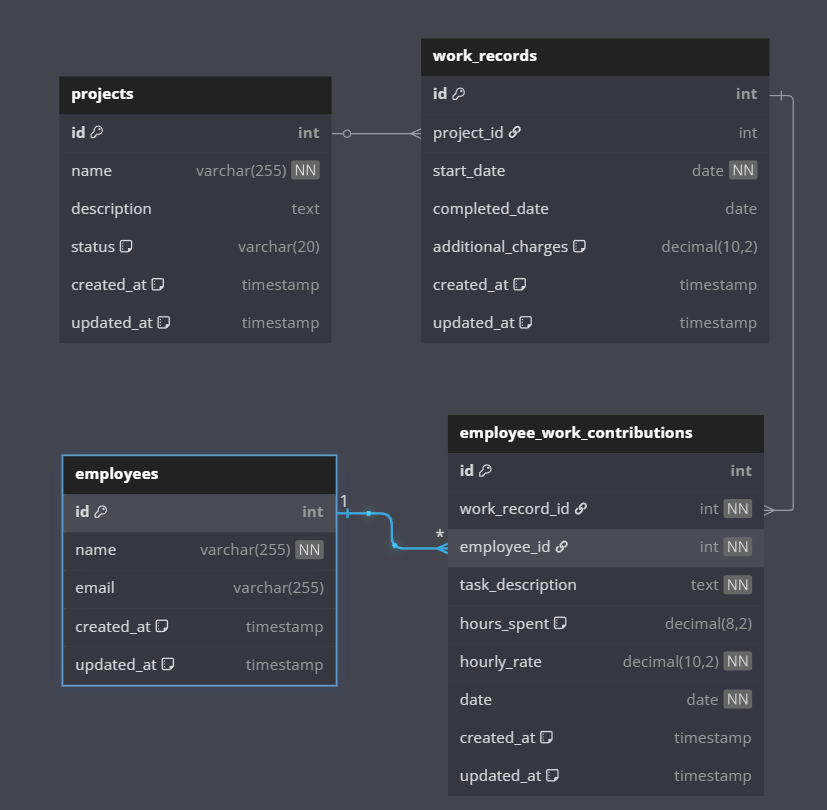 projects
id int
name varchar(255) NN
description text
status varchar(20)
created_at timestamp
updated_at timestamp
work_records
id int
project_id int
start_date date NN
completed_date date
additional_charges decimal(10,2)
created_at timestamp
updated_at timestamp
employees
id int
name varchar(255) NN
email varchar(255)
created_at timestamp
updated_at timestamp
1
*
employee_work_contributions
id int
work_record_id int NN
employee_id int NN
task_description text NN
hours_spent decimal(8,2)
hourly_rate decimal(10,2) NN
date date NN
created_at timestamp
updated_at timestamp